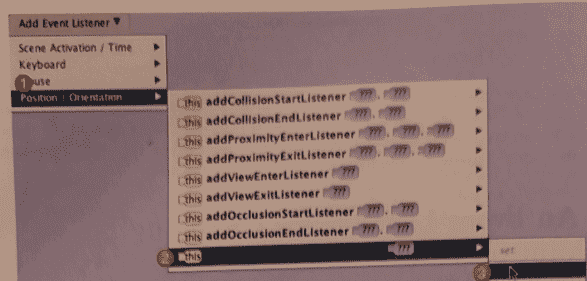 Add Event Listener ▼
Scene Activation / Time
Keyboard
Position / Orientation
this addCollisionStartListener ???, ???
this addCollisionEndListener ???, ???
this addProximityEnterListener ???, ???, ???
this addProximityExitListener ???, ???, ???
this addViewEnterListener ???
this addViewExitListener ???
this addOcclusionStartListener ???, ???
this addOcclusionEndListener ???, ???
this ???
set